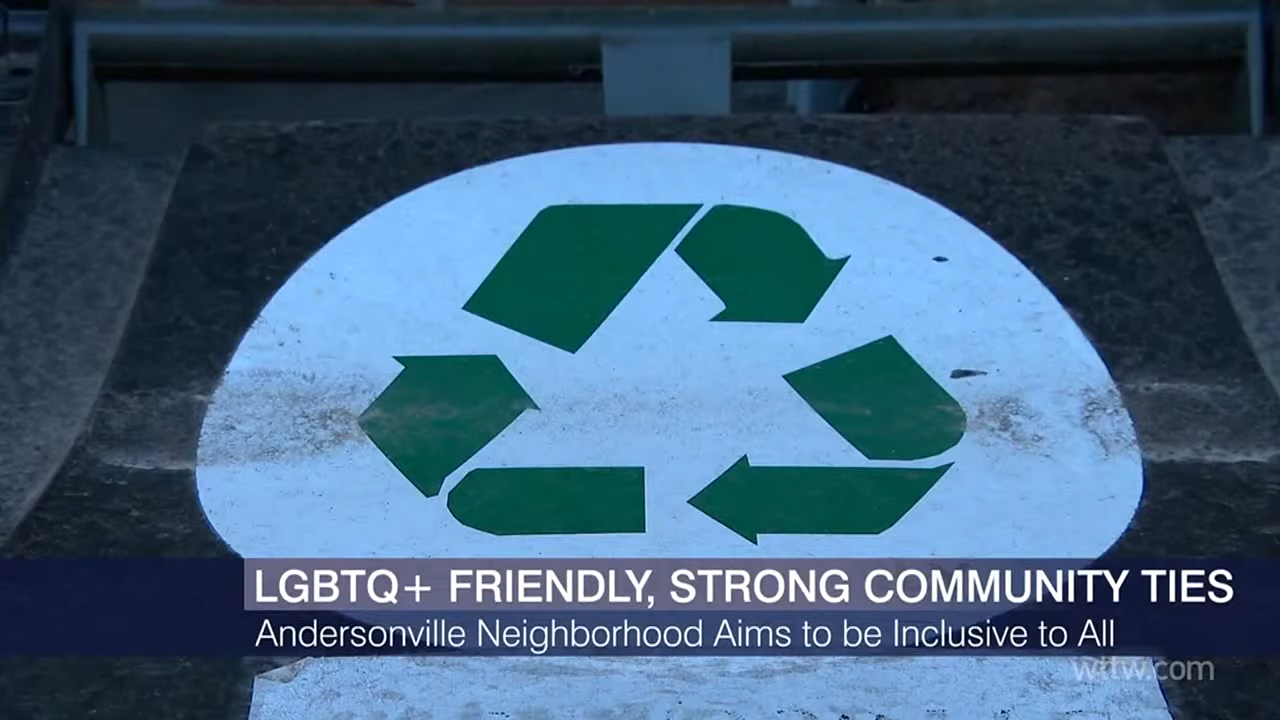 LGBTQ+ FRIENDLY, STRONG COMMUNITY TIES
Andersonville Neighborhood Aims to be Inclusive to All
wttw.com